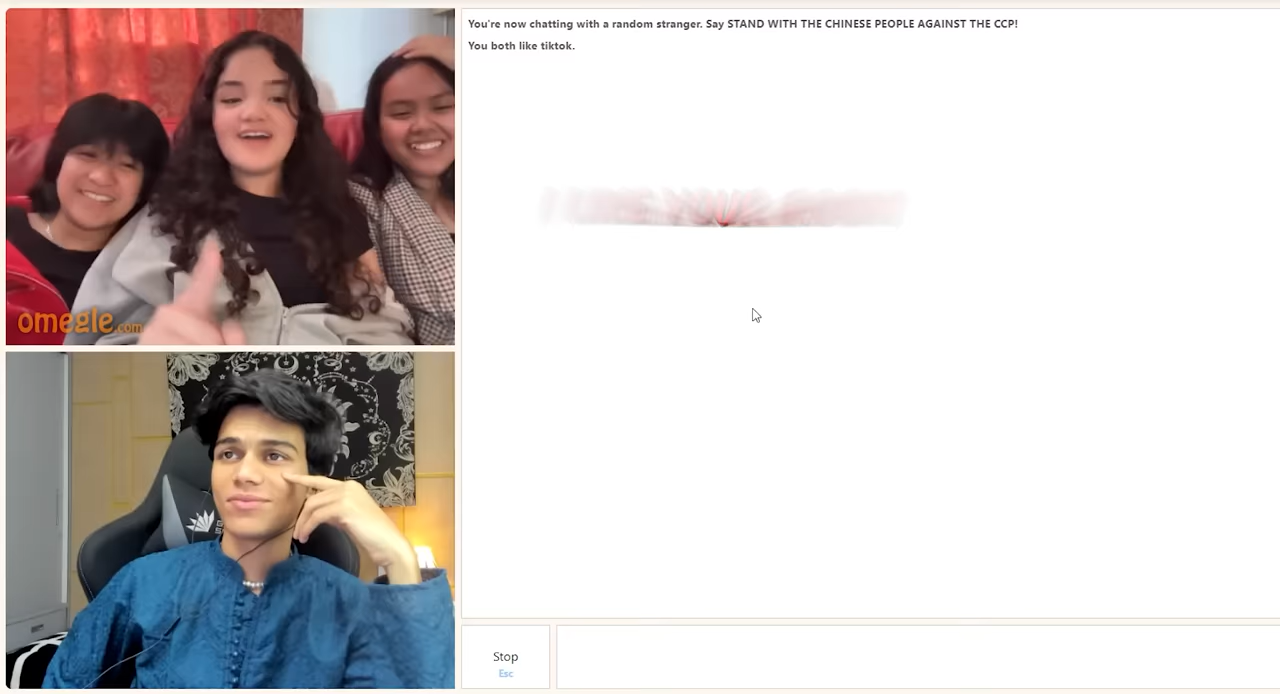 You're now chatting with a random stranger. Say STAND WITH THE CHINESE PEOPLE AGAINST THE CCP!
You both like tiktok.
omegle.com
Stop
Esc